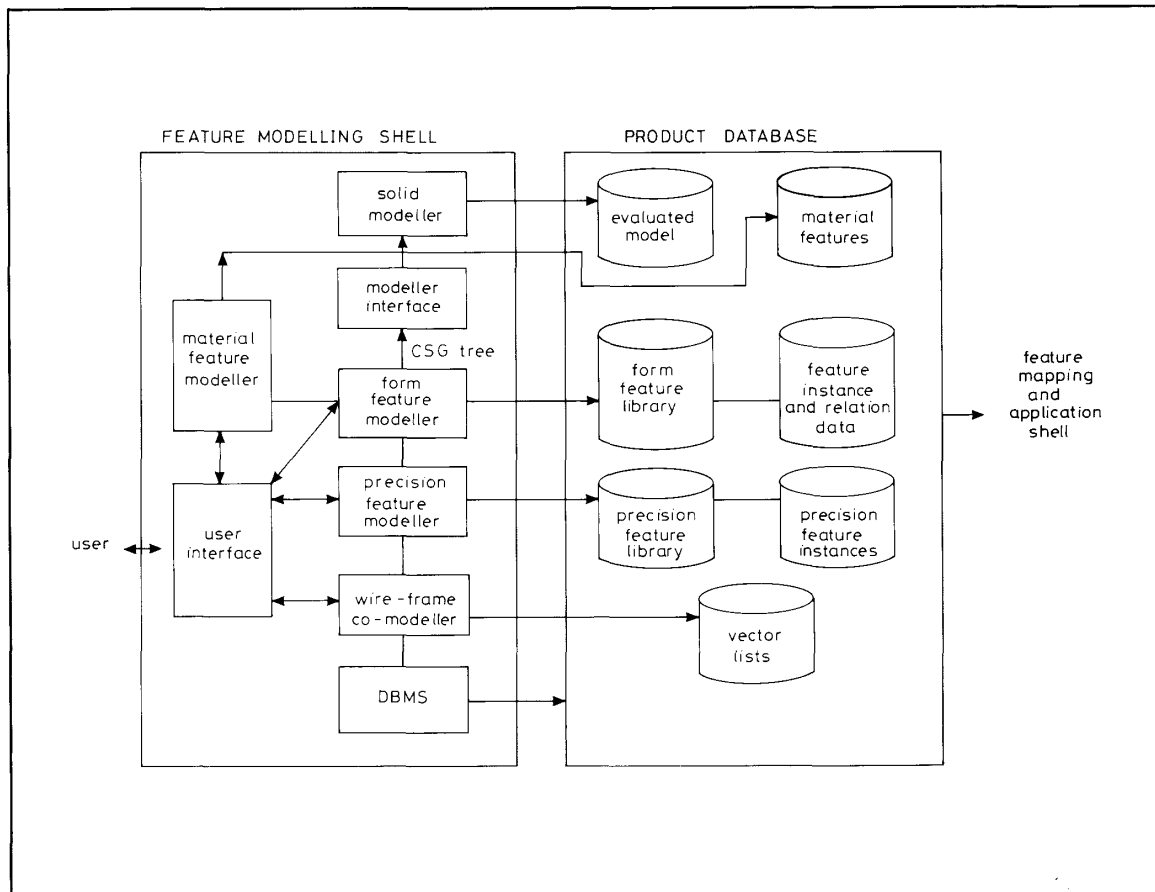 FEATURE MODELLING SHELL
PRODUCT DATABASE
solid
modeller
evaluated
model
material
features
modeller
interface
material
feature
modeller
CSG tree
form
feature
modeller
form
feature
library
feature
instance
and relation
data
feature
mapping
and
application
shell
precision
feature
modeller
precision
feature
library
precision
feature
instances
user
user
interface
wire-frame
co-modeller
vector
lists
DBMS